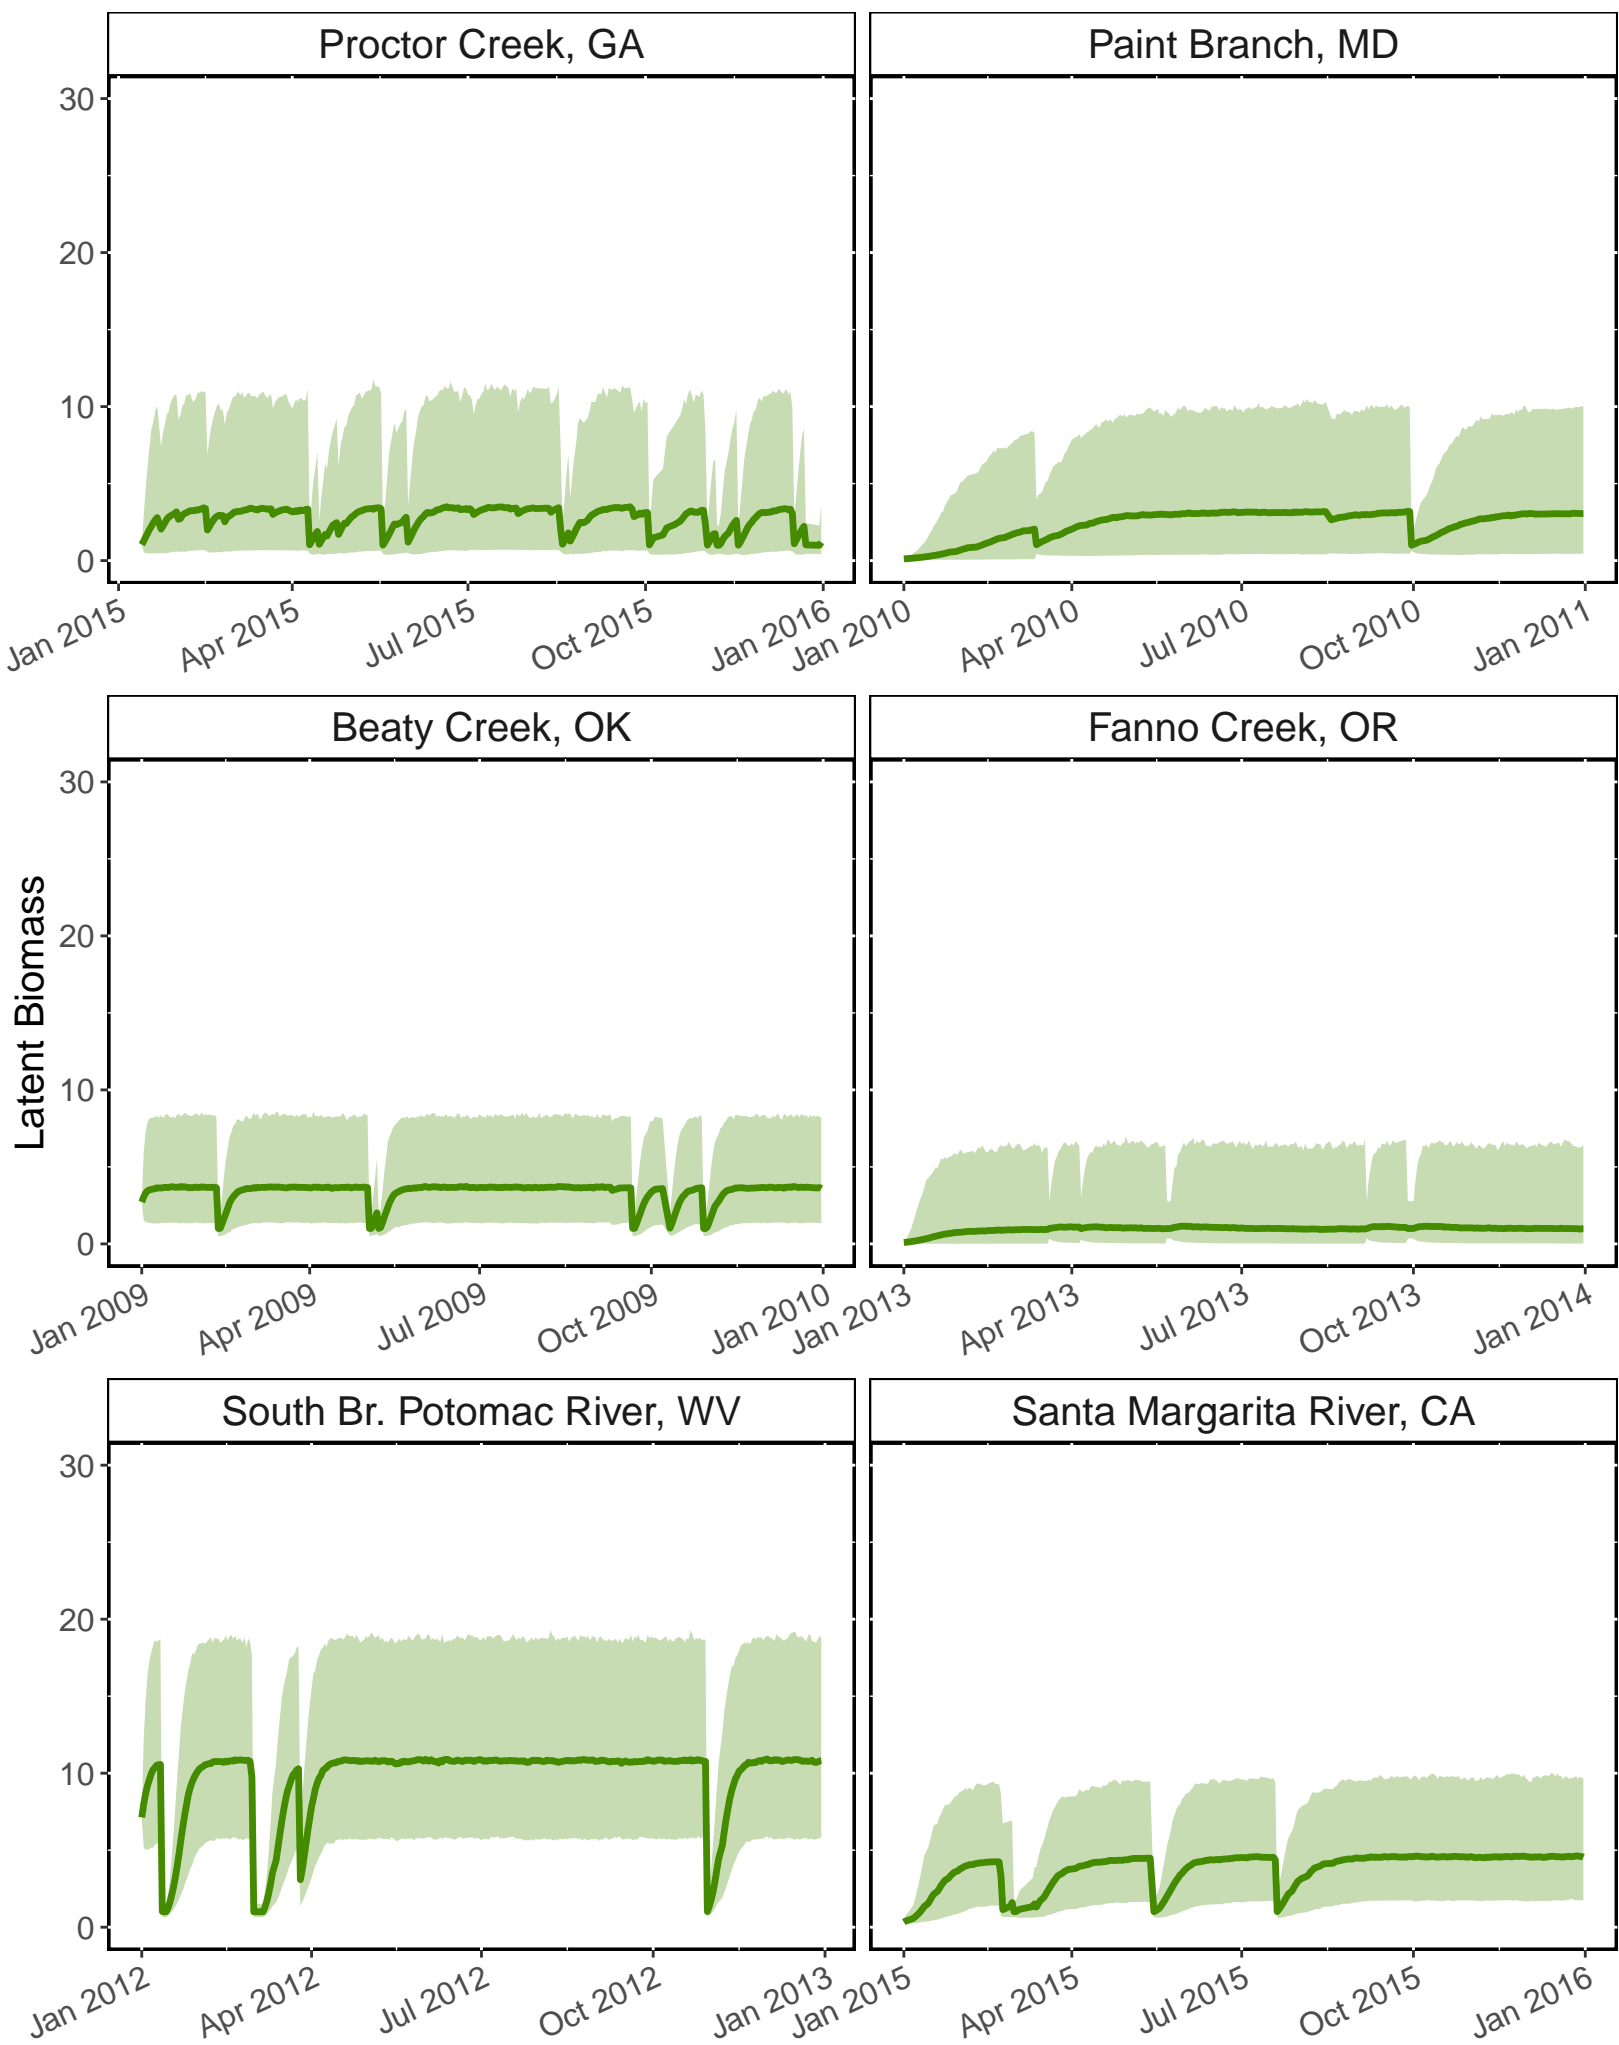 Proctor Creek, GA
Paint Branch, MD
30
20
10
0
Jan 2015
Apr 2015
Jul 2015
Oct 2015
Jan 2016
Jan 2010
Apr 2010
Jul 2010
Oct 2010
Jan 2011
Beaty Creek, OK
Fanno Creek, OR
Latent Biomass
30
20
10
0
Jan 2009
Apr 2009
Jul 2009
Oct 2009
Jan 2010
Jan 2013
Apr 2013
Jul 2013
Oct 2013
Jan 2014
South Br. Potomac River, WV
Santa Margarita River, CA
30
20
10
0
Jan 2012
Apr 2012
Jul 2012
Oct 2012
Jan 2013
Jan 2015
Apr 2015
Jul 2015
Oct 2015
Jan 2016